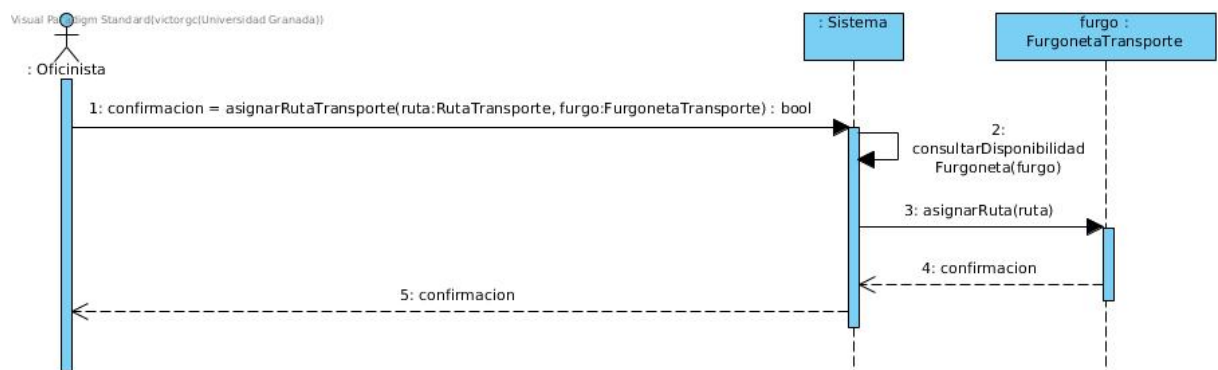 Visual Paradigm Standard(victorgc(Universidad Granada))
: Oficinista
: Sistema
furgo :
FurgonetaTransporte
1: confirmacion = asignarRutaTransporte(ruta:RutaTransporte, furgo:FurgonetaTransporte) : bool
2:
consultarDisponibilidad
Furgoneta(furgo)
3: asignarRuta(ruta)
4: confirmacion
5: confirmacion